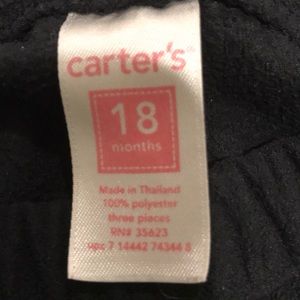 carter's
18
months
Made in Thailand
100% polyester
three pieces
RN# 35623
upc 7 14442 74344 8